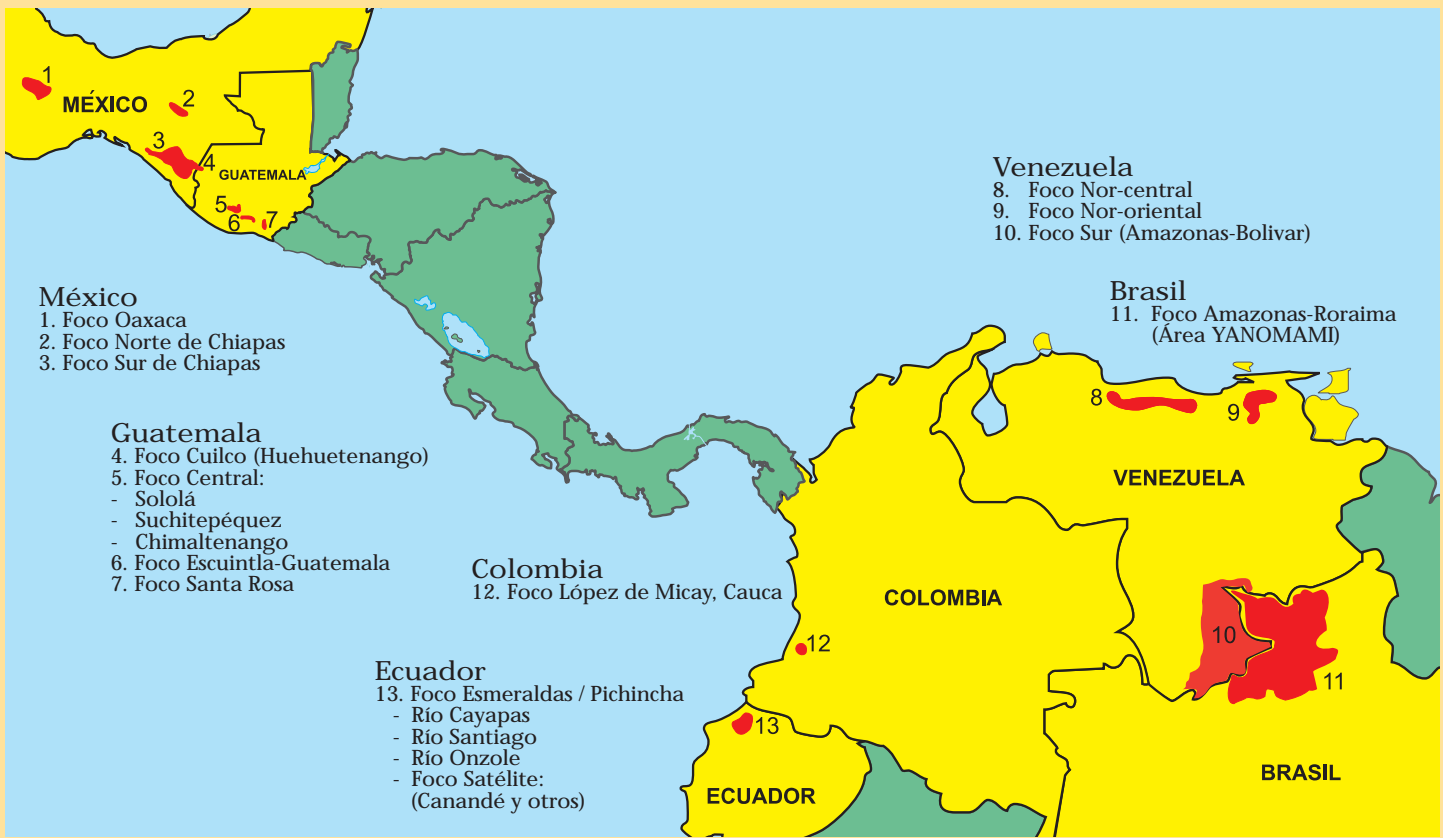 1
MÉXICO
2
3
4
GUATEMALA
5
6
7
México
1. Foco Oaxaca
2. Foco Norte de Chiapas
3. Foco Sur de Chiapas
Guatemala
4. Foco Cuilco (Huehuetenango)
5. Foco Central:
- Sololá
- Suchitepéquez
- Chimaltenango
6. Foco Escuintla-Guatemala
7. Foco Santa Rosa
Colombia
12. Foco López de Micay, Cauca
Ecuador
13. Foco Esmeraldas / Pichincha
- Río Cayapas
- Río Santiago
- Río Onzole
- Foco Satélite:
(Canandé y otros)
Venezuela
8. Foco Nor-central
9. Foco Nor-oriental
10. Foco Sur (Amazonas-Bolivar)
Brasil
11. Foco Amazonas-Roraima
(Área YANOMAMI)
8
9
VENEZUELA
COLOMBIA
10
11
12
13
ECUADOR
BRASIL